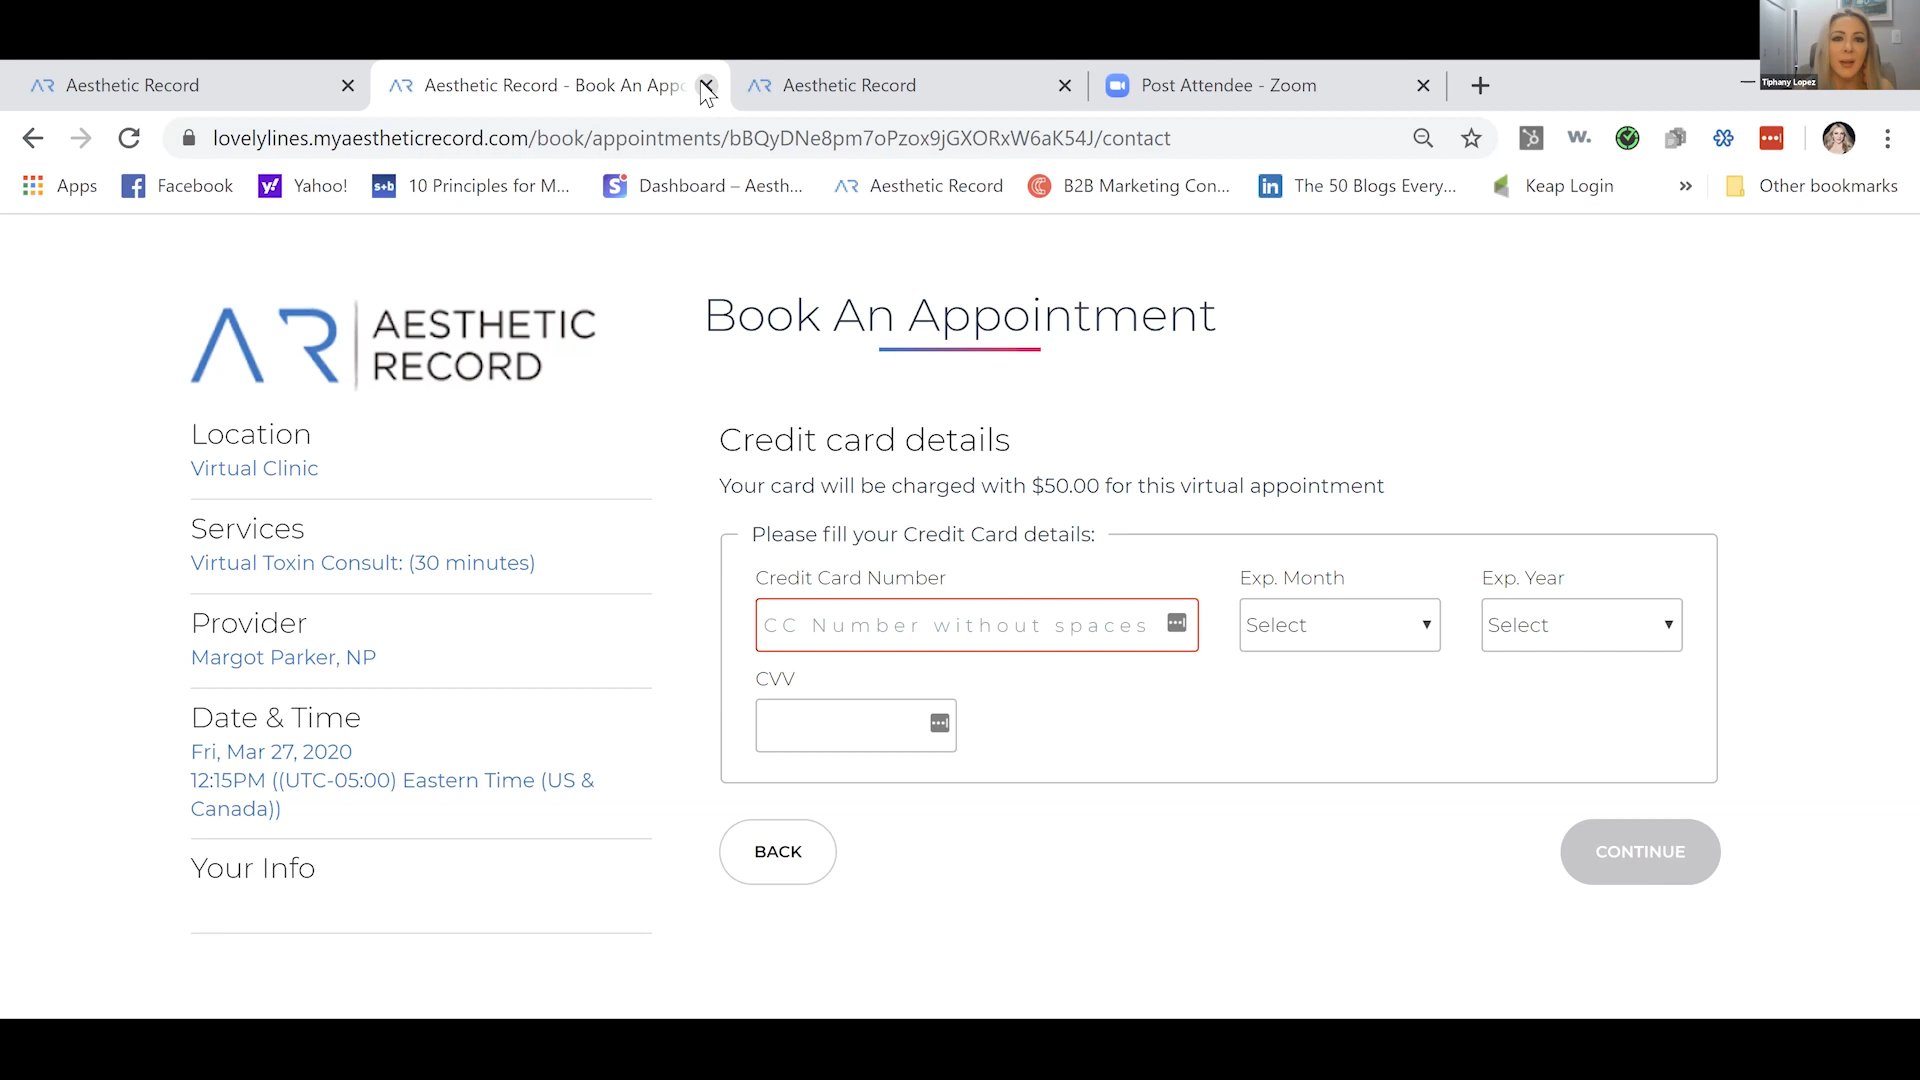 Tiphany Lopez
Aesthetic Record
Aesthetic Record - Book An Appo
Aesthetic Record
Post Attendee - Zoom
lovelylines.myaestheticrecord.com/book/appointments/bBQyDNe8pm7oPzox9jGXORxW6aK54J/contact
w.
Apps
Facebook
y!
Yahoo!
s+b
10 Principles for M...
Dashboard – Aesth...
AR
Aesthetic Record
B2B Marketing Con...
in
The 50 Blogs Every...
Keap Login
»
Other bookmarks
AR AESTHETIC
RECORD
Location
Virtual Clinic
Services
Virtual Toxin Consult: (30 minutes)
Provider
Margot Parker, NP
Date & Time
Fri, Mar 27, 2020
12:15PM ((UTC-05:00) Eastern Time (US &
Canada))
Your Info
Book An Appointment
Credit card details
Your card will be charged with $50.00 for this virtual appointment
Please fill your Credit Card details:
Credit Card Number
Exp. Month
Exp. Year
CC Number without spaces
Select
Select
CVV
BACK
CONTINUE